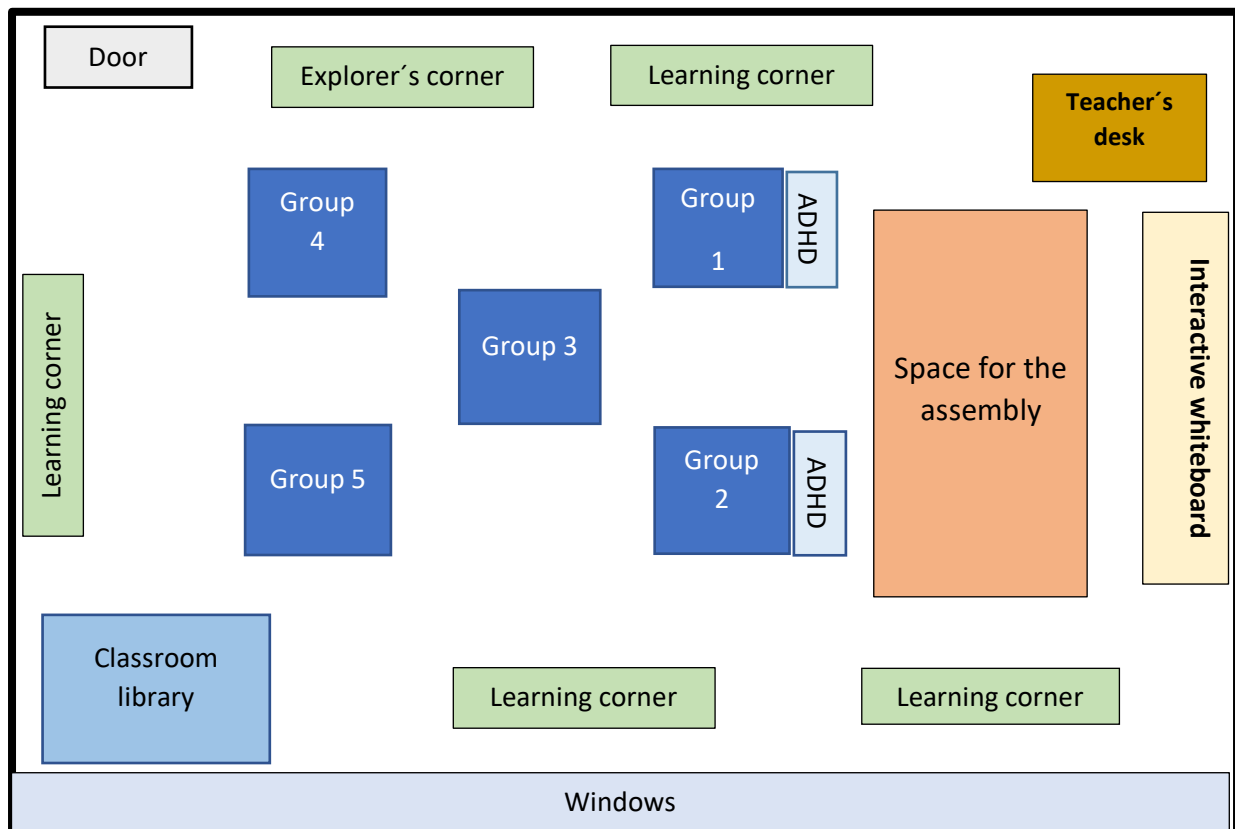 Door
Explorer´s corner
Learning corner
Teacher´s
desk
Group
4
Group
1
ADHD
Group 3
Space for the
assembly
Interactive whiteboard
Learning corner
Group 5
Group
2
ADHD
Classroom
library
Learning corner
Learning corner
Windows